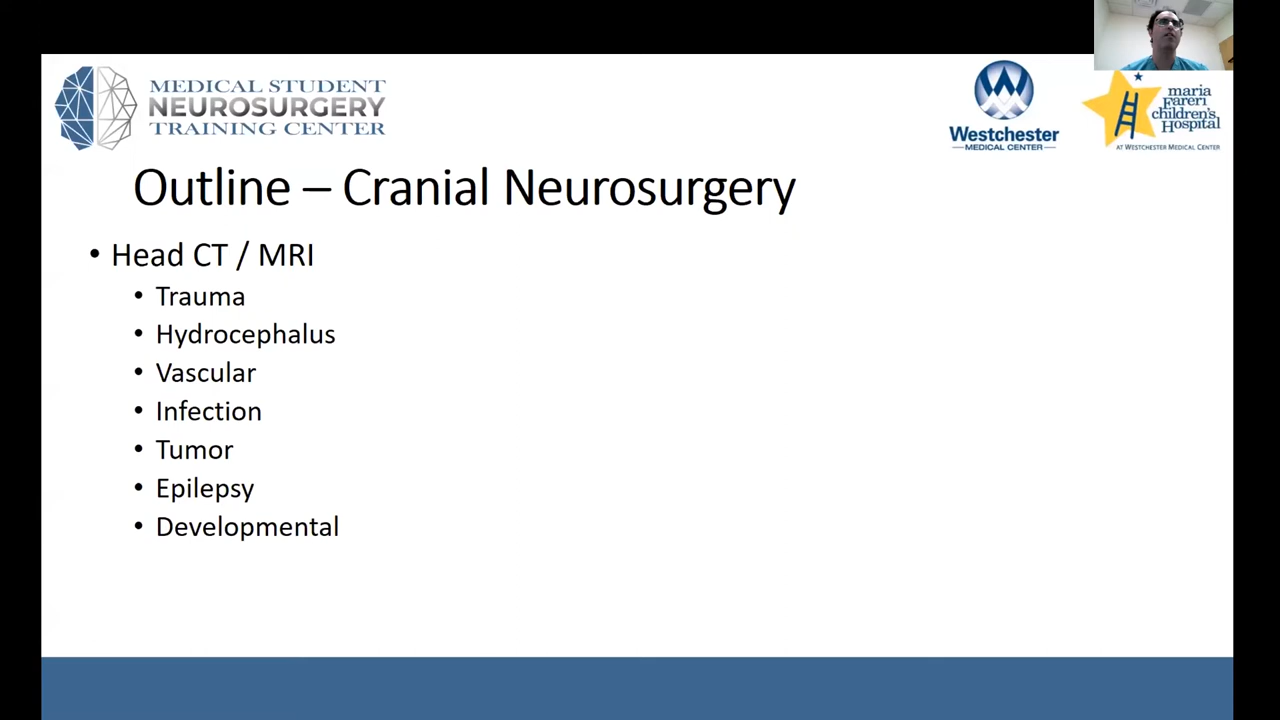 MEDICAL STUDENT
NEUROSURGERY
TRAINING CENTER
Westchester
MEDICAL CENTER
maria
fareri
children's
Hospital
AT WESTCHESTER MEDICAL CENTER
Outline – Cranial Neurosurgery
• Head CT / MRI
• Trauma
• Hydrocephalus
• Vascular
• Infection
• Tumor
• Epilepsy
• Developmental